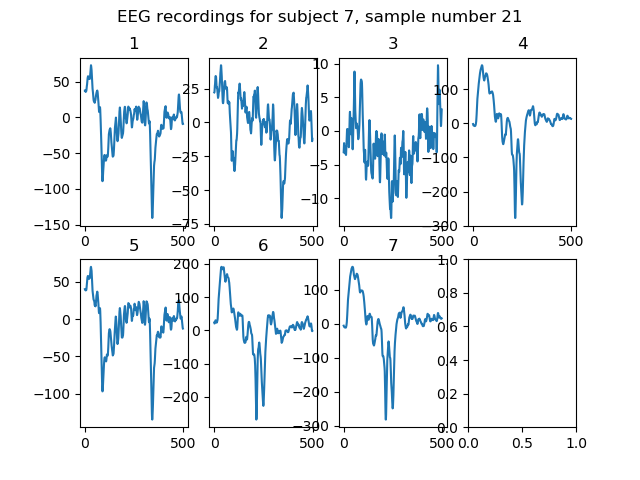 EEG recordings for subject 7, sample number 21
1 2 3 4
50 0 −50 −100 −150
25 0 −25 −50 −75
10 5 0 −5 −10
100 0 −100 −200 −300
0 500 0 500 0 500 0 500
5 6 7
50 0 −50 −100
200 100 0 −100 −200
100 0 −100 −200 −300
1.0 0.8 0.6 0.4 0.2 0.0
0 500 0 500 0 500 0.0 0.5 1.0